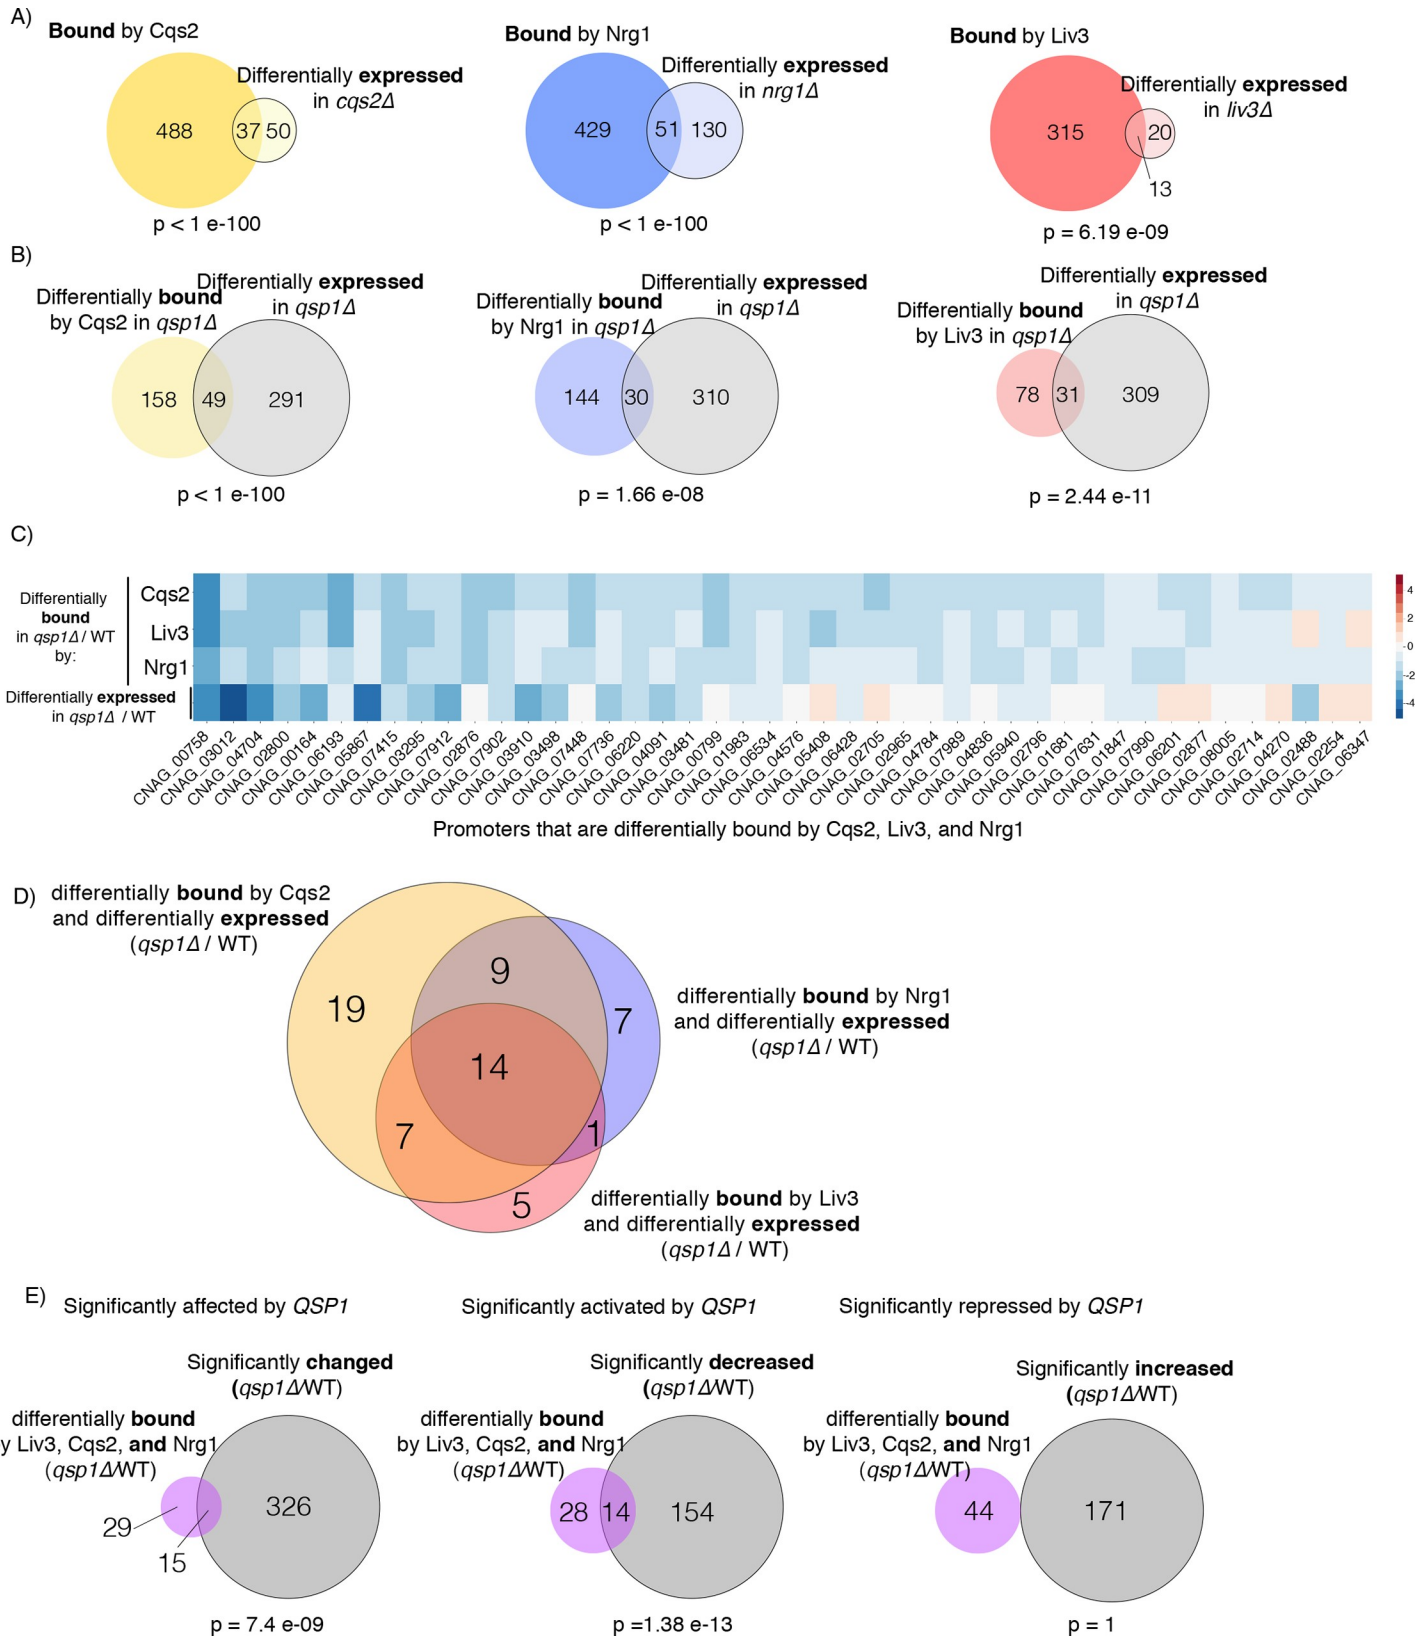 A)
Bound by Cqs2
Differentially expressed
in cqs2Δ
488
37
50
p < 1 e-100
Bound by Nrg1
Differentially expressed
in nrg1Δ
429
51
130
p < 1 e-100
Bound by Liv3
Differentially expressed
in liv3Δ
315
20
13
p = 6.19 e-09
B)
Differentially bound
by Cqs2 in qsp1Δ
Differentially expressed
in qsp1Δ
158
49
291
p < 1 e-100
Differentially bound
by Nrg1 in qsp1Δ
Differentially expressed
in qsp1Δ
144
30
310
p = 1.66 e-08
Differentially bound
by Liv3 in qsp1Δ
Differentially expressed
in qsp1Δ
78
31
309
p = 2.44 e-11
C)
Differentially
bound
in qsp1Δ / WT
by:
Cqs2
Liv3
Nrg1
Differentially expressed
in qsp1Δ / WT
4
2
0
-2
-4
CNAG_00758
CNAG_03012
CNAG_04704
CNAG_02800
CNAG_00164
CNAG_06193
CNAG_05867
CNAG_07415
CNAG_03295
CNAG_07912
CNAG_02876
CNAG_07902
CNAG_03910
CNAG_03498
CNAG_07448
CNAG_07736
CNAG_06220
CNAG_04091
CNAG_03481
CNAG_00799
CNAG_01983
CNAG_06534
CNAG_04576
CNAG_05408
CNAG_06428
CNAG_02705
CNAG_02965
CNAG_04784
CNAG_07989
CNAG_04836
CNAG_05940
CNAG_02796
CNAG_01681
CNAG_07631
CNAG_01847
CNAG_07990
CNAG_06201
CNAG_02877
CNAG_08005
CNAG_02714
CNAG_04270
CNAG_02488
CNAG_02254
CNAG_06347
Promoters that are differentially bound by Cqs2, Liv3, and Nrg1
D)
differentially bound by Cqs2
and differentially expressed
(qsp1Δ / WT)
19
9
7
14
7
1
5
differentially bound by Nrg1
and differentially expressed
(qsp1Δ / WT)
differentially bound by Liv3
and differentially expressed
(qsp1Δ / WT)
E)
Significantly affected by QSP1
Significantly changed
(qsp1Δ/WT)
differentially bound
y Liv3, Cqs2, and Nrg1
(qsp1Δ/WT)
326
29
15
p = 7.4 e-09
Significantly activated by QSP1
Significantly decreased
(qsp1Δ/WT)
differentially bound
by Liv3, Cqs2, and Nrg1
(qsp1Δ/WT)
28
14
154
p =1.38 e-13
Significantly repressed by QSP1
Significantly increased
(qsp1Δ/WT)
differentially bound
by Liv3, Cqs2, and Nrg1
(qsp1Δ/WT)
44
171
p = 1